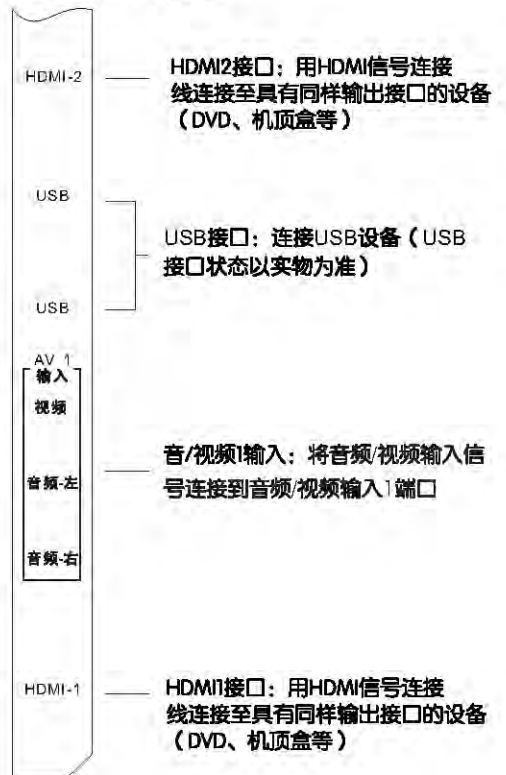 HDMI-2
HDMI2接口：用HDMI信号连接
线连接至具有同样输出接口的设备
（DVD、机顶盒等）
USB
USB接口：连接USB设备（USB
接口状态以实物为准）
USB
AV 1
输入
视频
音/视频1输入：将音频/视频输入信
号连接到音频/视频输入1端口
音频-左
音频-右
HDMI-1
HDMI1接口：用HDMI信号连接
线连接至具有同样输出接口的设备
（DVD、机顶盒等）